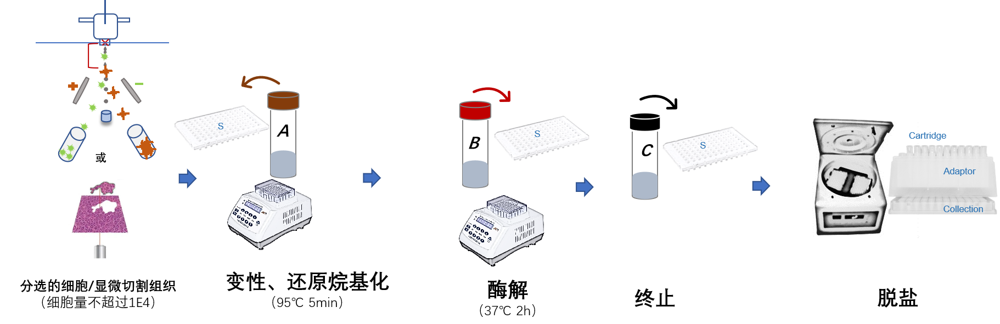 或
分选的细胞/显微切割组织
（细胞量不超过1E4）
S
A
变性、还原烷基化
（95℃ 5min）
B
S
酶解
（37℃ 2h）
C
S
终止
Cartridge
Adaptor
Collection
脱盐